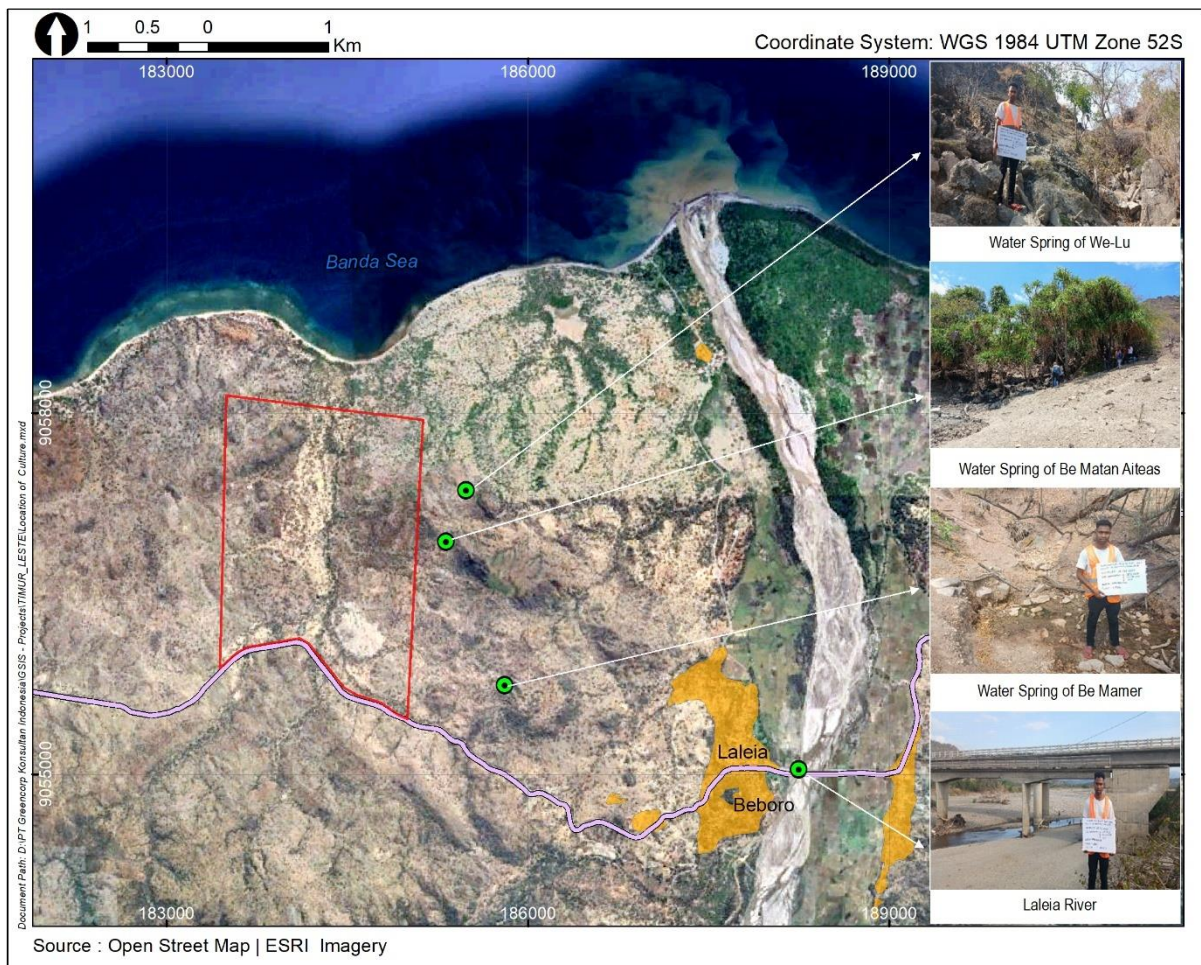 1 0.5 0 1
Km
Coordinate System: WGS 1984 UTM Zone 52S
183000 186000 189000
Water Spring of We-Lu
Banda Sea
9058000
9058000
Water Spring of Be Matan Aiteas
Water Spring of Be Mamer
Laleia
Beboro
9055000
9055000
Laleia River
183000 186000 189000
Document Path: D:\PT Greencorp Konsultan Indonesia\GSIS - Projects\TIMUR_LESTE\Location of Culture.mxd
Source : Open Street Map | ESRI Imagery